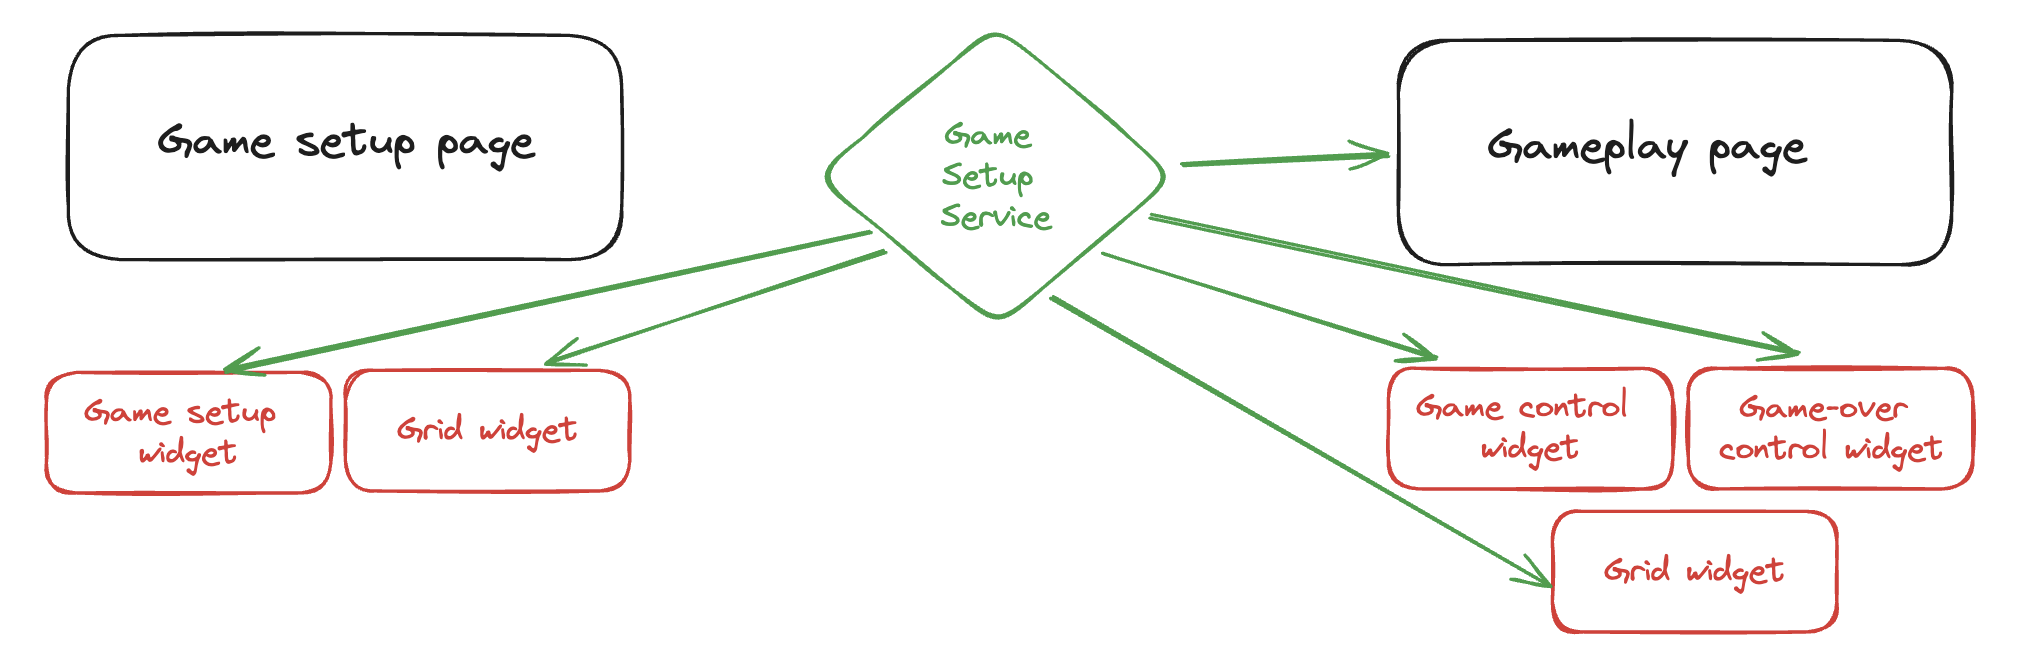 Game setup page
Game
Setup
Service
Gameplay page
Game setup
widget
Grid widget
Game control
widget
Game-over
control widget
Grid widget